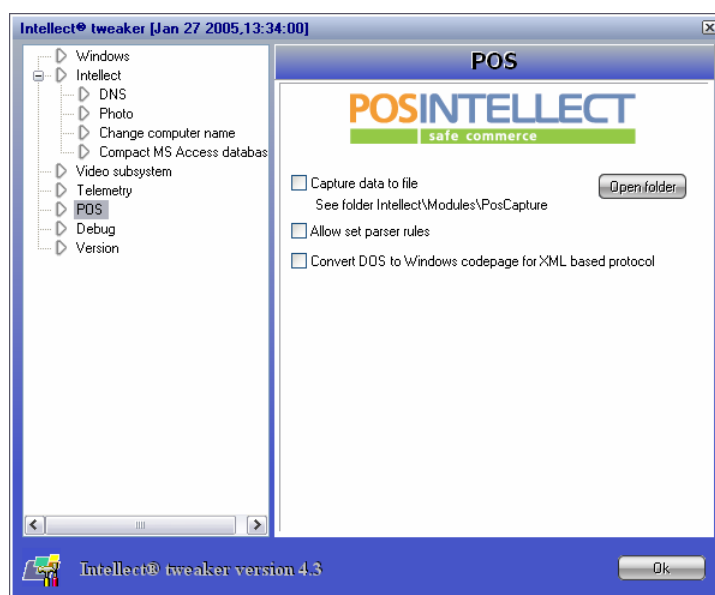 Intellect® tweaker [Jan 27 2005,13:34:00]
Windows
Intellect
DNS
Photo
Change computer name
Compact MS Access databas
Video subsystem
Telemetry
POS
Debug
Version
POS
POSINTELLECT
safe commerce
Capture data to file
Open folder
See folder Intellect\Modules\PosCapture
Allow set parser rules
Convert DOS to Windows codepage for XML based protocol
Intellect® tweaker version 4.3
Ok